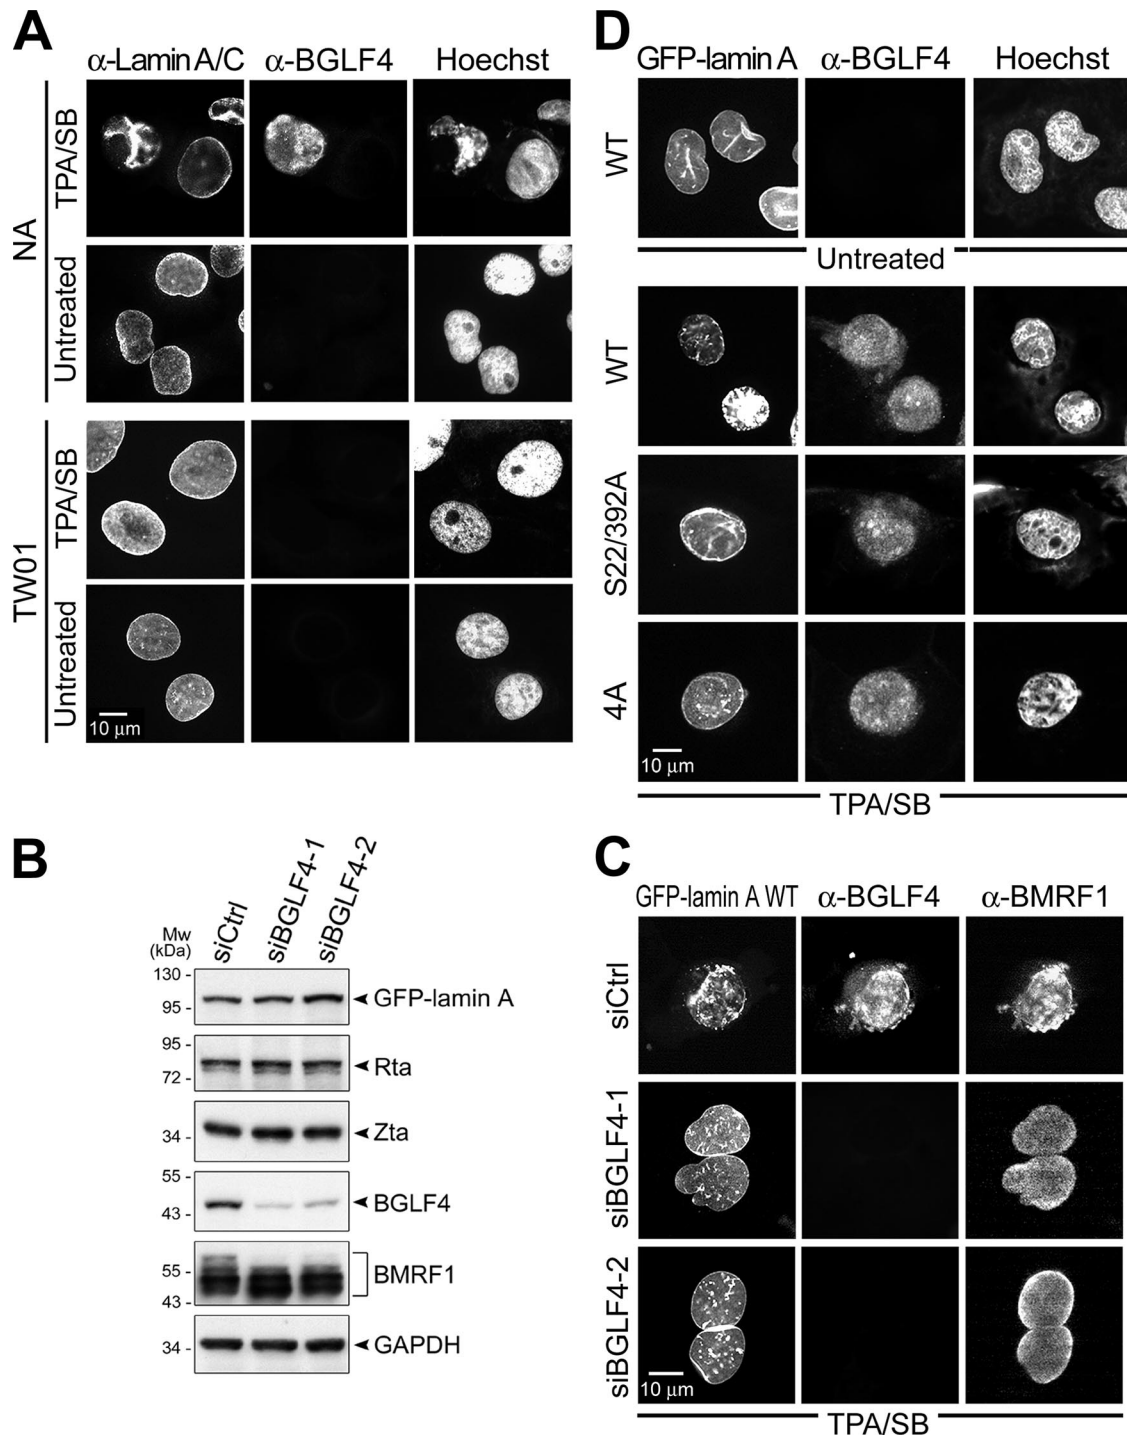 A
α-Lamin A/C α-BGLF4 Hoechst
NA
TPA/SB
Untreated
TW01
TPA/SB
Untreated
10 μm
D
GFP-lamin A α-BGLF4 Hoechst
WT
Untreated
WT
S22/392A
4A
10 μm
TPA/SB
B
Mw
(kDa)
siCtrl siBGLF4-1 siBGLF4-2
130 -
95 -
GFP-lamin A
95 -
72 -
Rta
34 -
Zta
55 -
43 -
BGLF4
55 -
43 -
BMRF1
34 -
GAPDH
C
GFP-lamin A WT α-BGLF4 α-BMRF1
siCtrl
siBGLF4-1
siBGLF4-2
10 μm
TPA/SB